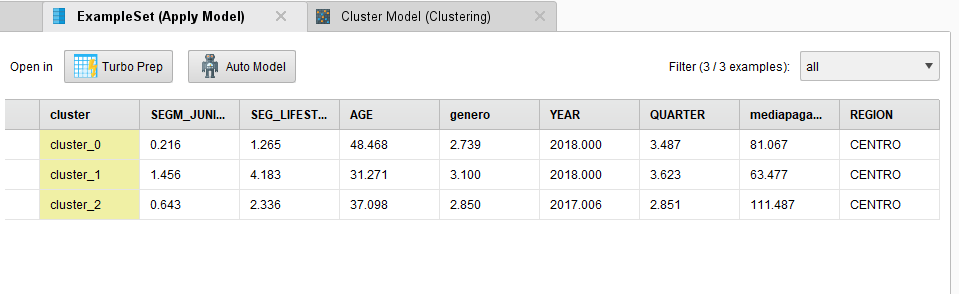 ExampleSet (Apply Model) Cluster Model (Clustering)
Open in Turbo Prep Auto Model Filter (3 / 3 examples): all
cluster SEGM_JUNI... SEG_LIFEST... AGE genero YEAR QUARTER mediapaga... REGION
cluster_0 0.216 1.265 48.468 2.739 2018.000 3.487 81.067 CENTRO
cluster_1 1.456 4.183 31.271 3.100 2018.000 3.623 63.477 CENTRO
cluster_2 0.643 2.336 37.098 2.850 2017.006 2.851 111.487 CENTRO